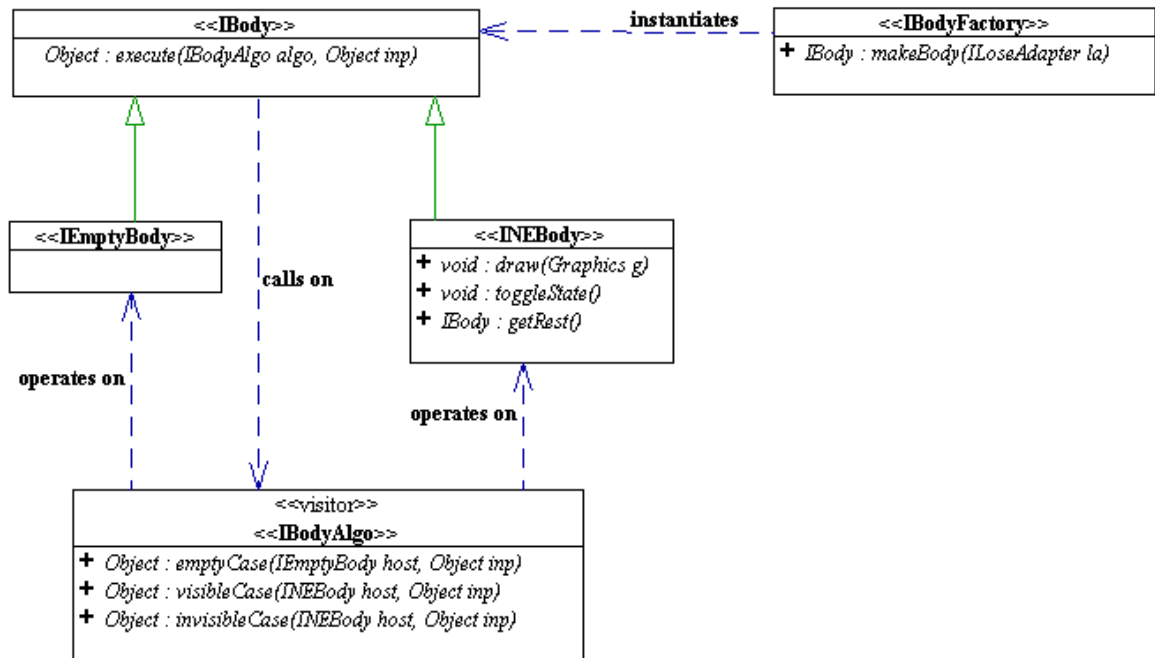 <<IBody>>
Object : execute(IBodyAlgo algo, Object inp)
instantiates
<<IBodyFactory>>
+ IBody : makeBody(ILoseAdapter la)
<<IEmptyBody>>
calls on
<<INEBody>>
+ void : draw(Graphics g)
+ void : toggleState()
+ IBody : getRest()
operates on
operates on
<<visitor>>
<<IBodyAlgo>>
+ Object : emptyCase(IEmptyBody host, Object inp)
+ Object : visibleCase(INEBody host, Object inp)
+ Object : invisibleCase(INEBody host, Object inp)